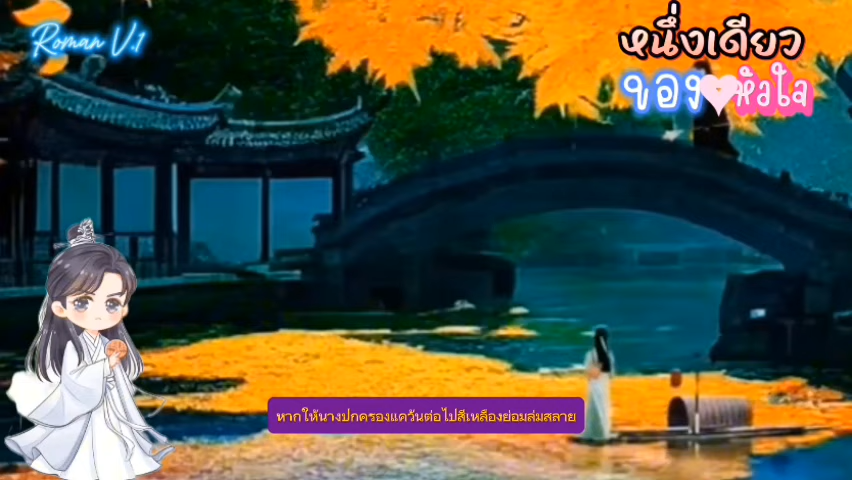 Roman V.1
หนึ่งเดียว
ของหัวใจ
หากให้นางปกครองแคว้นต่อไปสีเหลืองย่อมล่มสลาย